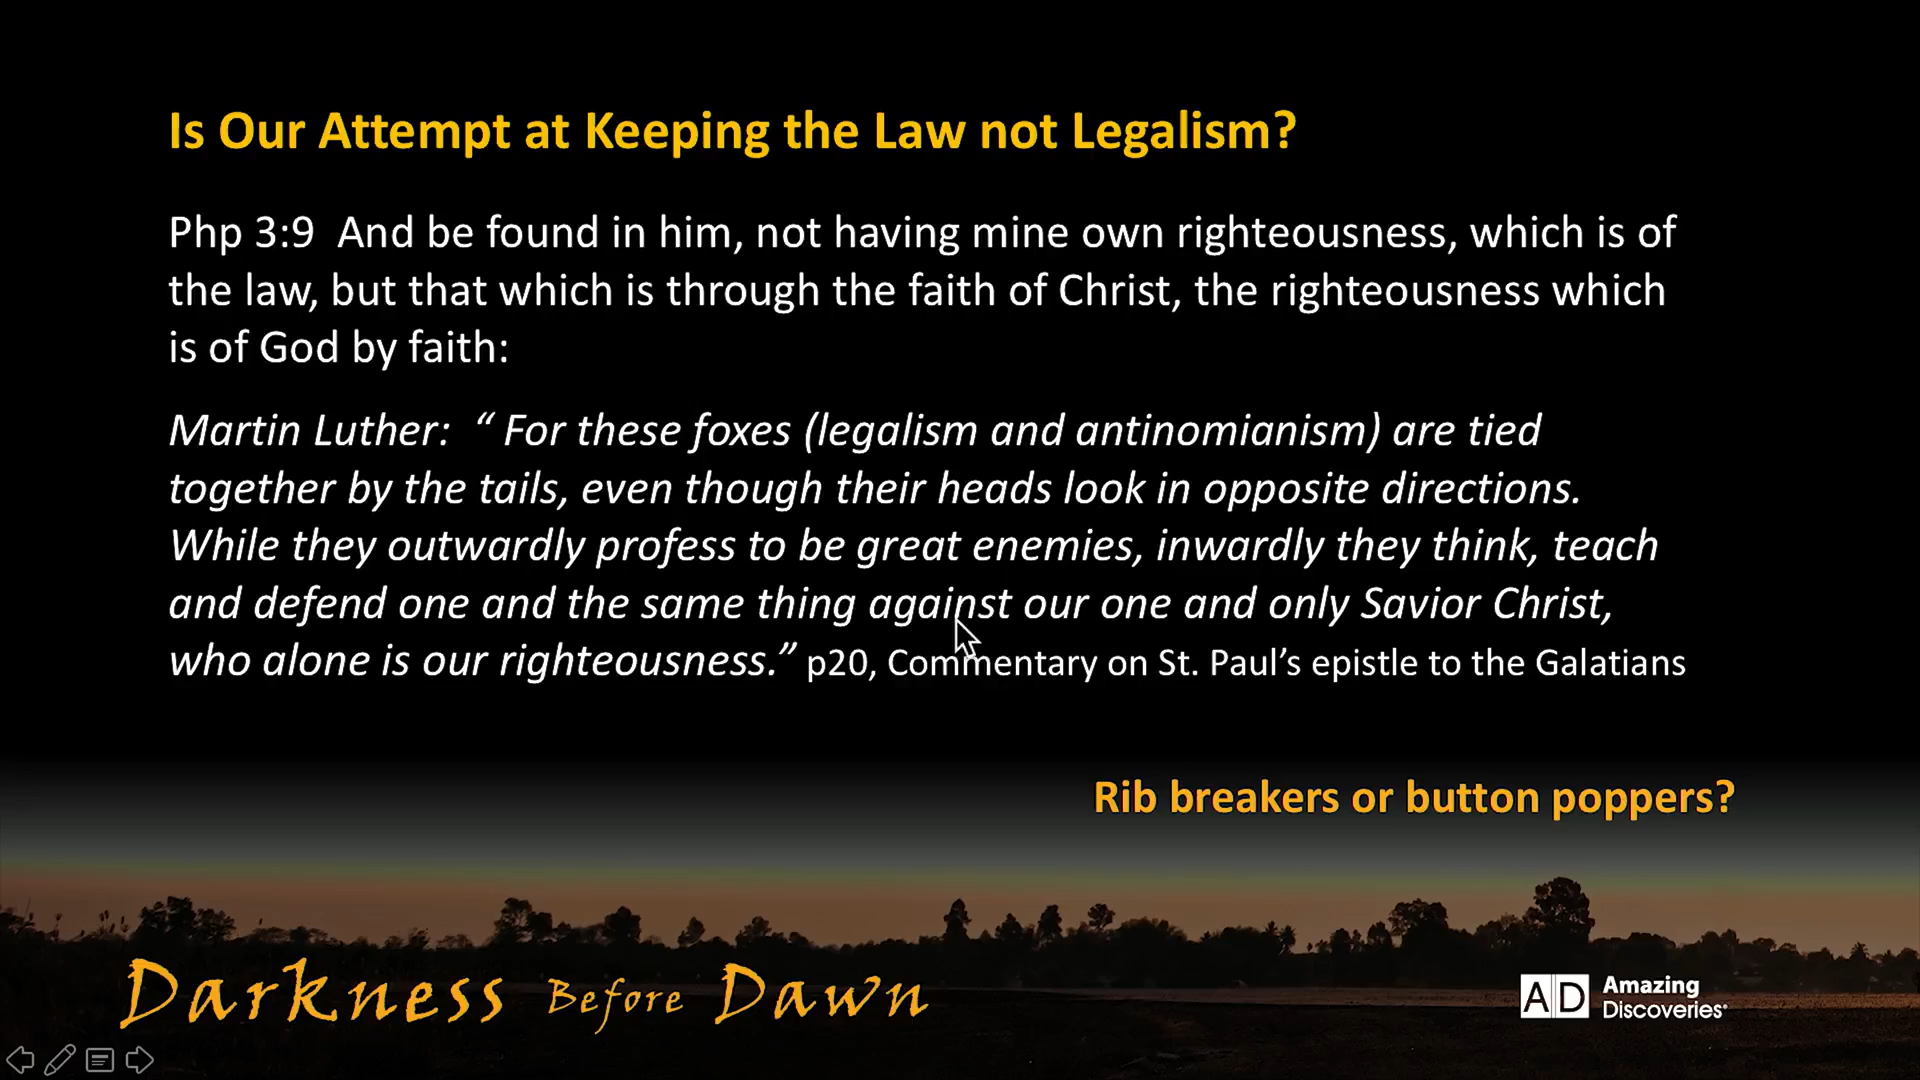 Is Our Attempt at Keeping the Law not Legalism?
Php 3:9  And be found in him, not having mine own righteousness, which is of
the law, but that which is through the faith of Christ, the righteousness which
is of God by faith:
Martin Luther:  “ For these foxes (legalism and antinomianism) are tied
together by the tails, even though their heads look in opposite directions.
While they outwardly profess to be great enemies, inwardly they think, teach
and defend one and the same thing against our one and only Savior Christ,
who alone is our righteousness.” p20, Commentary on St. Paul’s epistle to the Galatians
Rib breakers or button poppers?
Darkness Before Dawn
AD Amazing
Discoveries